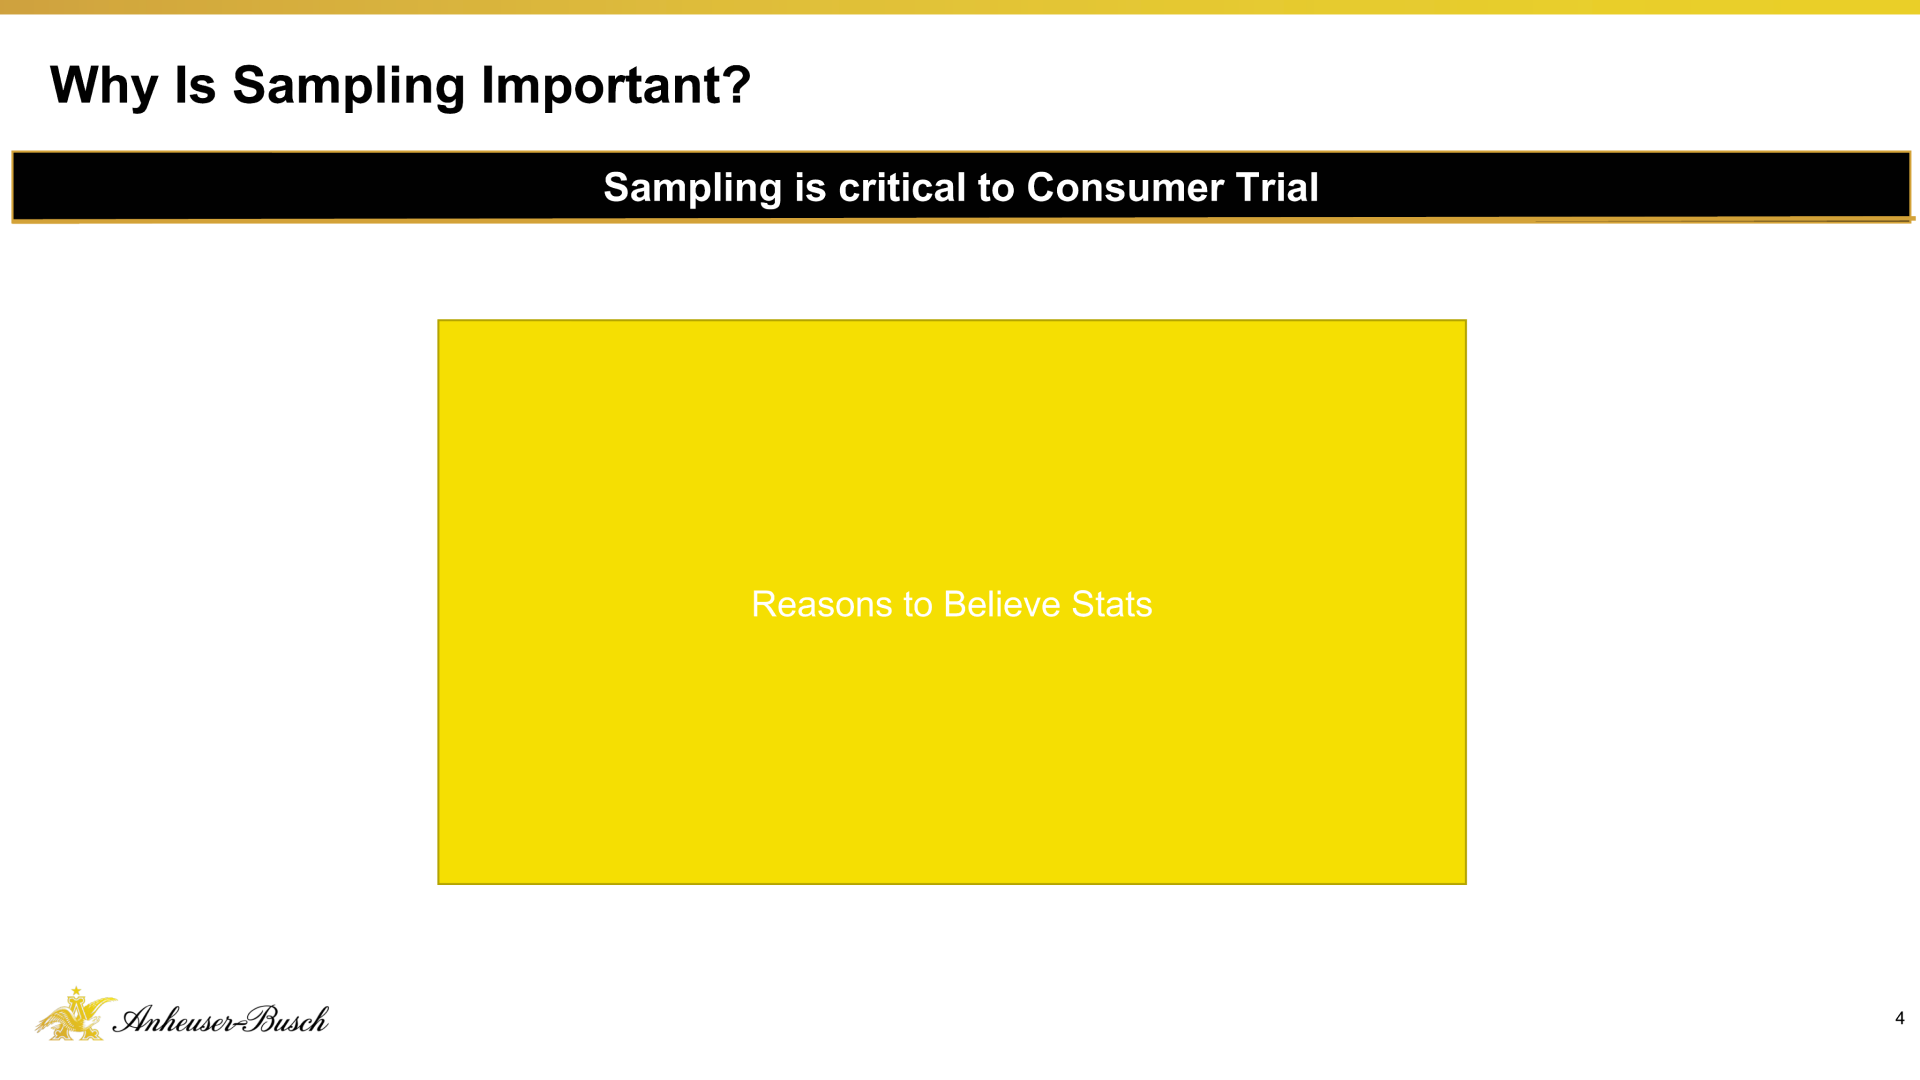 Why Is Sampling Important?
Sampling is critical to Consumer Trial
Reasons to Believe Stats
Anheuser-Busch
4